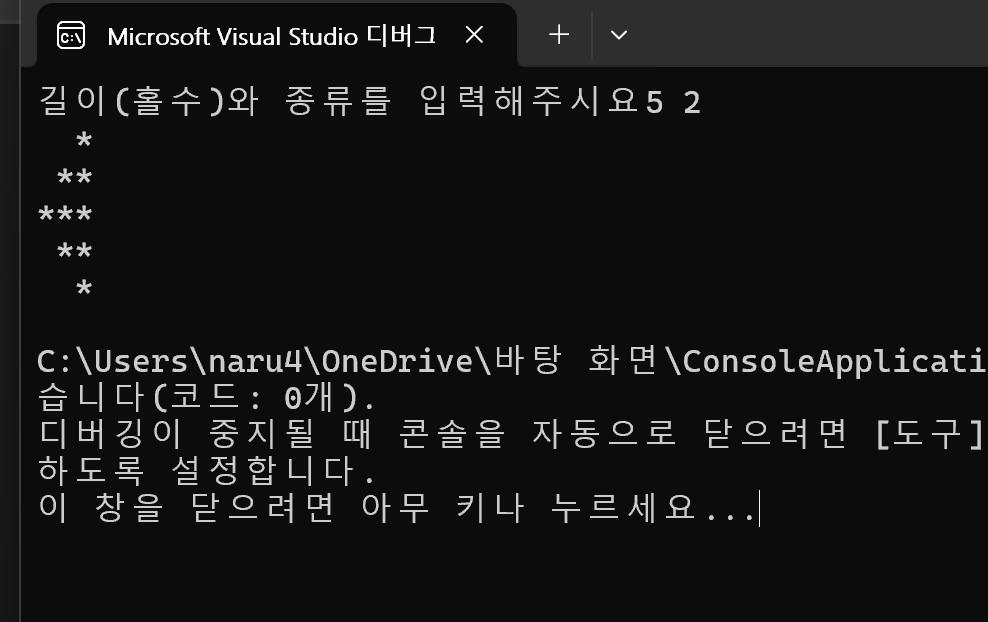 Microsoft Visual Studio 디버그
길이(홀수)와 종류를 입력해주시요5 2
  *
 **
***
 **
  *
C:\Users\naru4\OneDrive\바탕 화면\ConsoleApplicati
습니다(코드: 0개).
디버깅이 중지될 때 콘솔을 자동으로 닫으려면 [도구]
하도록 설정합니다.
이 창을 닫으려면 아무 키나 누르세요...